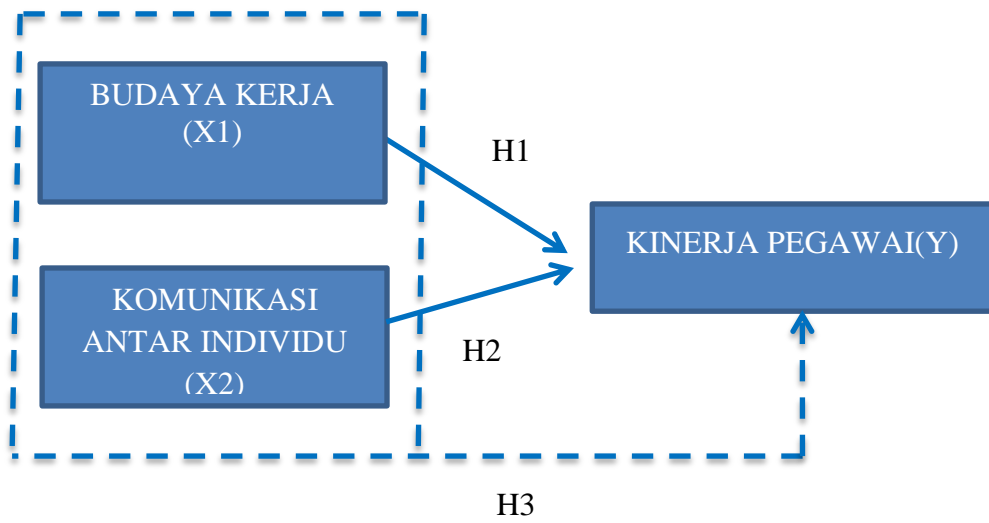 BUDAYA KERJA
(X1)
H1
KINERJA PEGAWAI(Y)
KOMUNIKASI
ANTAR INDIVIDU
(X2)
H2
H3